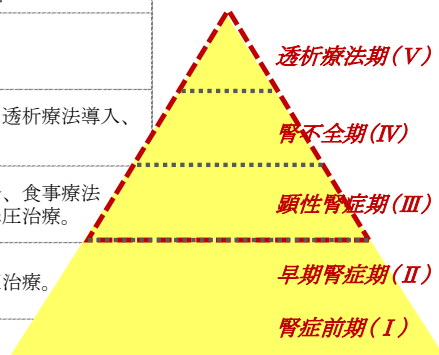 透析療法期(Ⅴ)
透析療法導入、
腎不全期(Ⅳ)
、食事療法
圧治療。
顕性腎症期(Ⅲ)
早期腎症期(Ⅱ)
治療。
腎症前期(Ⅰ)